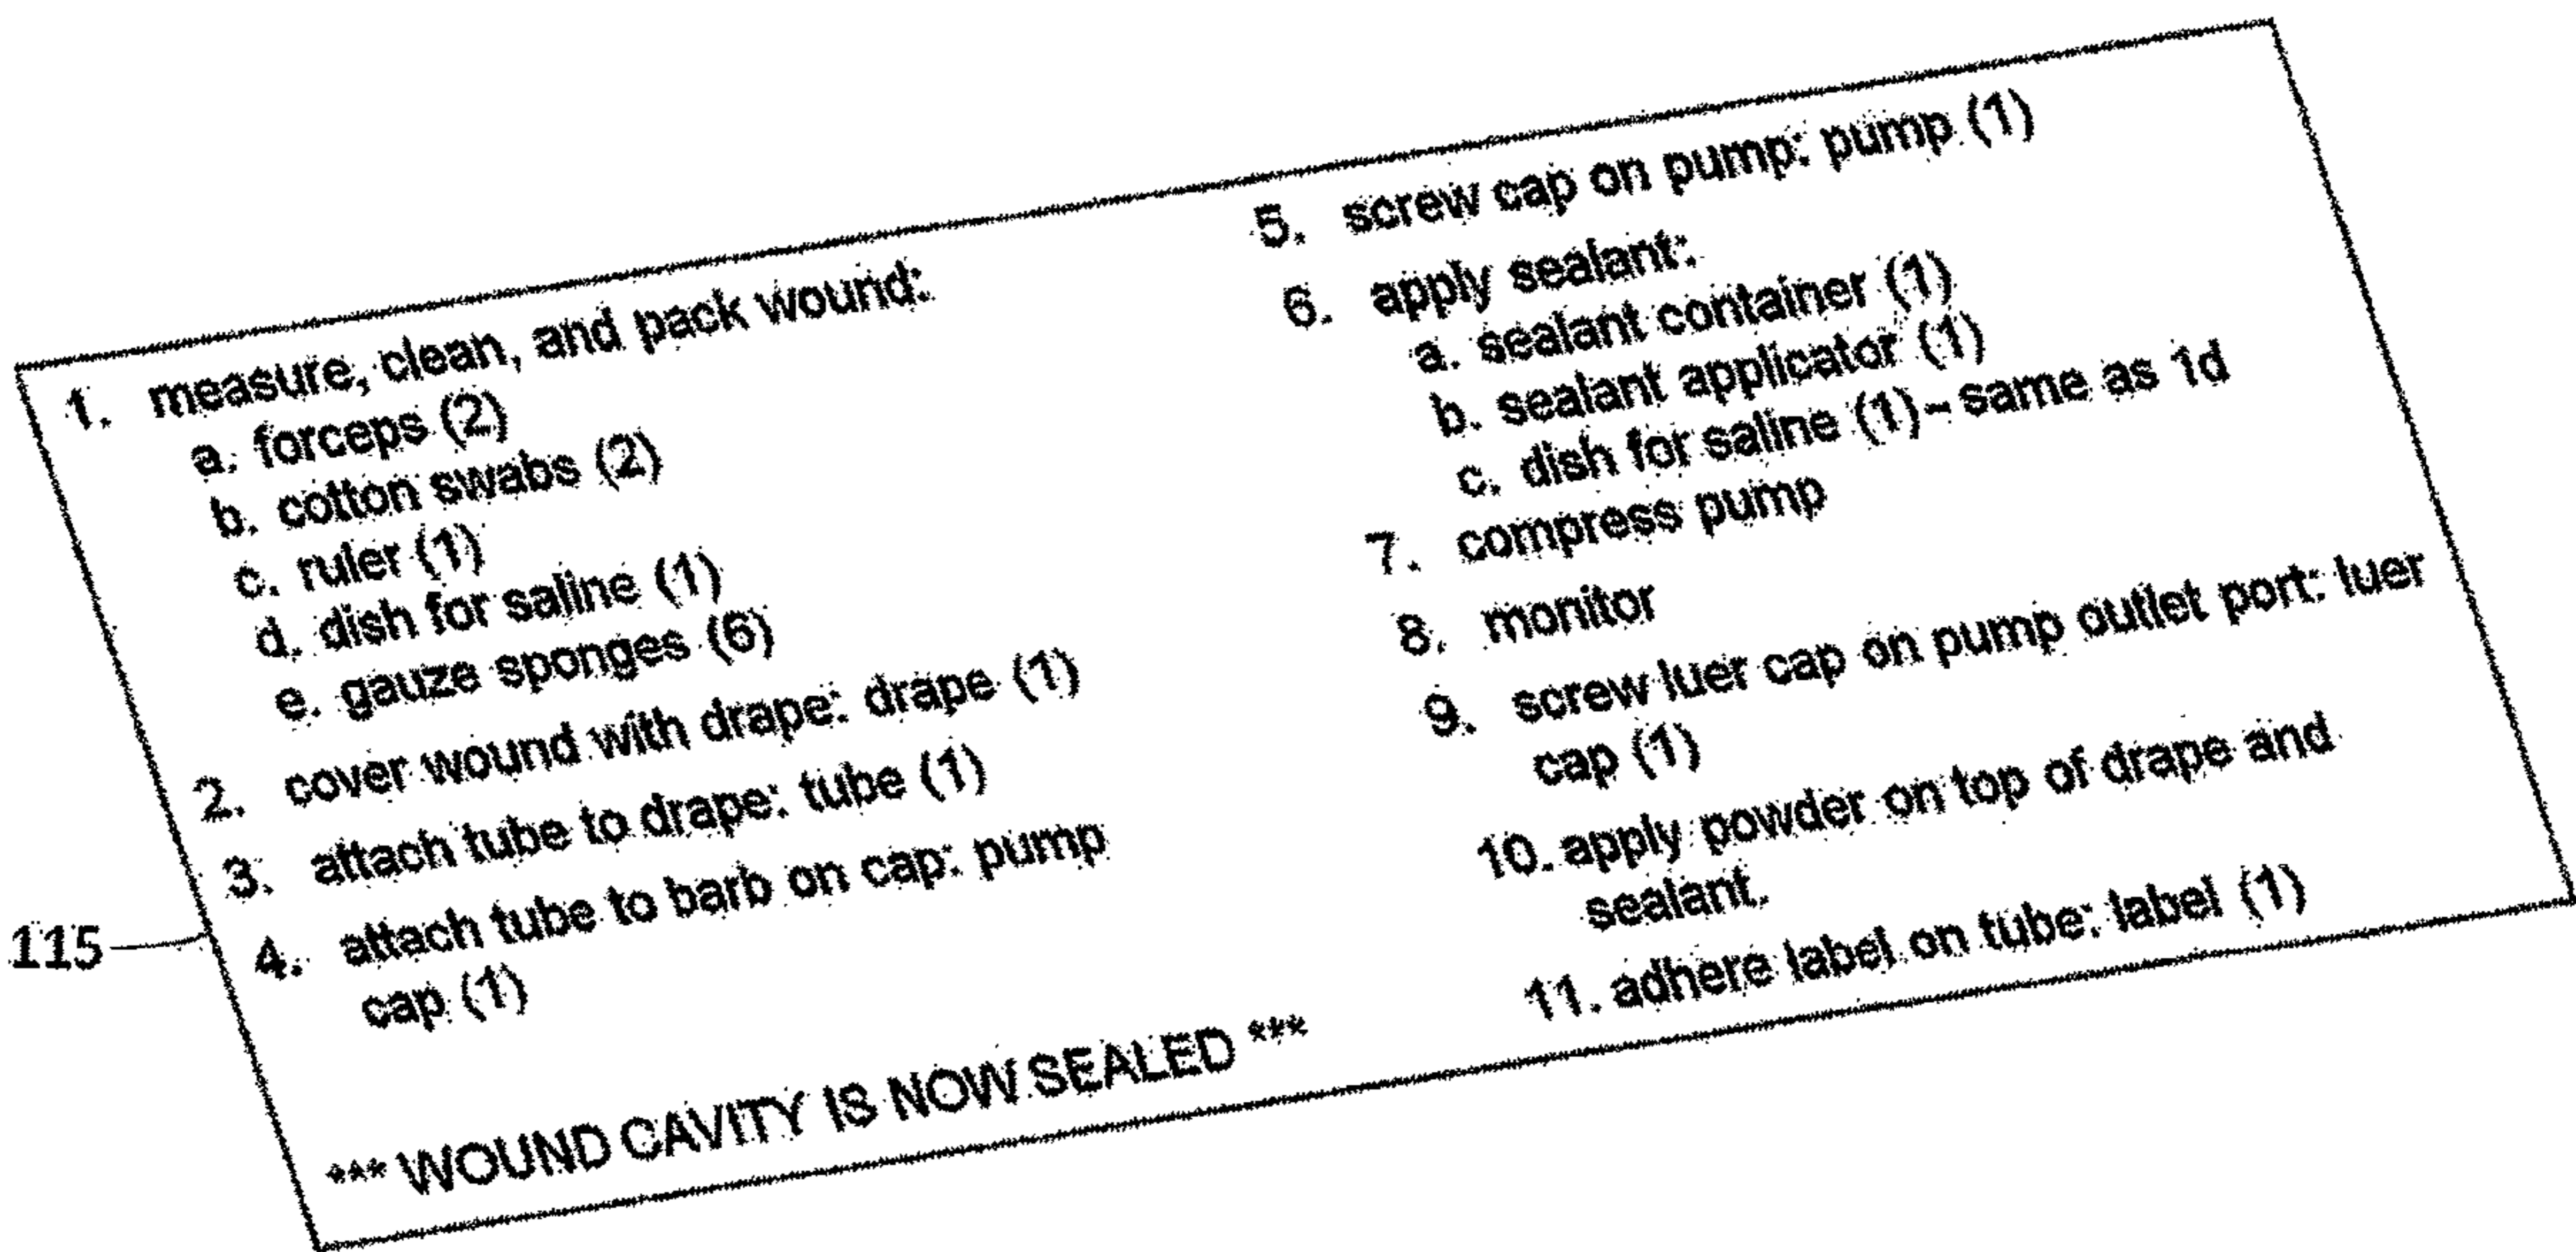 1. measure, clean, and pack wound:
a. forceps (2)
b. cotton swabs (2)
c. ruler (1)
d. dish for saline (1)
e. gauze sponges (6)
2. cover wound with drape: drape (1)
3. attach tube to drape: tube (1)
4. attach tube to barb on cap: pump
cap (1)
*** WOUND CAVITY IS NOW SEALED ***
5. screw cap on pump: pump (1)
6. apply sealant:
a. sealant container (1)
b. sealant applicator (1)
c. dish for saline (1) - same as 1d
7. compress pump
8. monitor
9. screw luer cap on pump outlet port: luer
cap (1)
10. apply powder on top of drape and
sealant.
11. adhere label on tube: label (1)
115